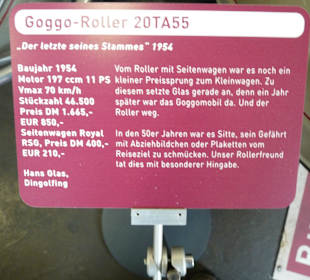 Goggo-Roller 20TA55
„Der letzte seines Stammes“ 1954
Baujahr 1954
Motor 197 ccm 11 PS
Vmax 70 km/h
Stückzahl 46.500
Preis DM 1.665,-
EUR 850,-
Seitenwagen Royal
RSG, Preis DM 400,-
EUR 210,-
Hans Glas,
Dingolfing
Vom Roller mit Seitenwagen war es noch ein
kleiner Preissprung zum Kleinwagen. Zu
diesem setzte Glas gerade an, denn ein Jahr
später war das Goggomobil da. Und der
Roller weg.
In den 50er Jahren war es Sitte, sein Gefährt
mit Abziehbildchen oder Plaketten vom
Reiseziel zu schmücken. Unser Rollerfreund
tat dies mit besonderer Hingabe.